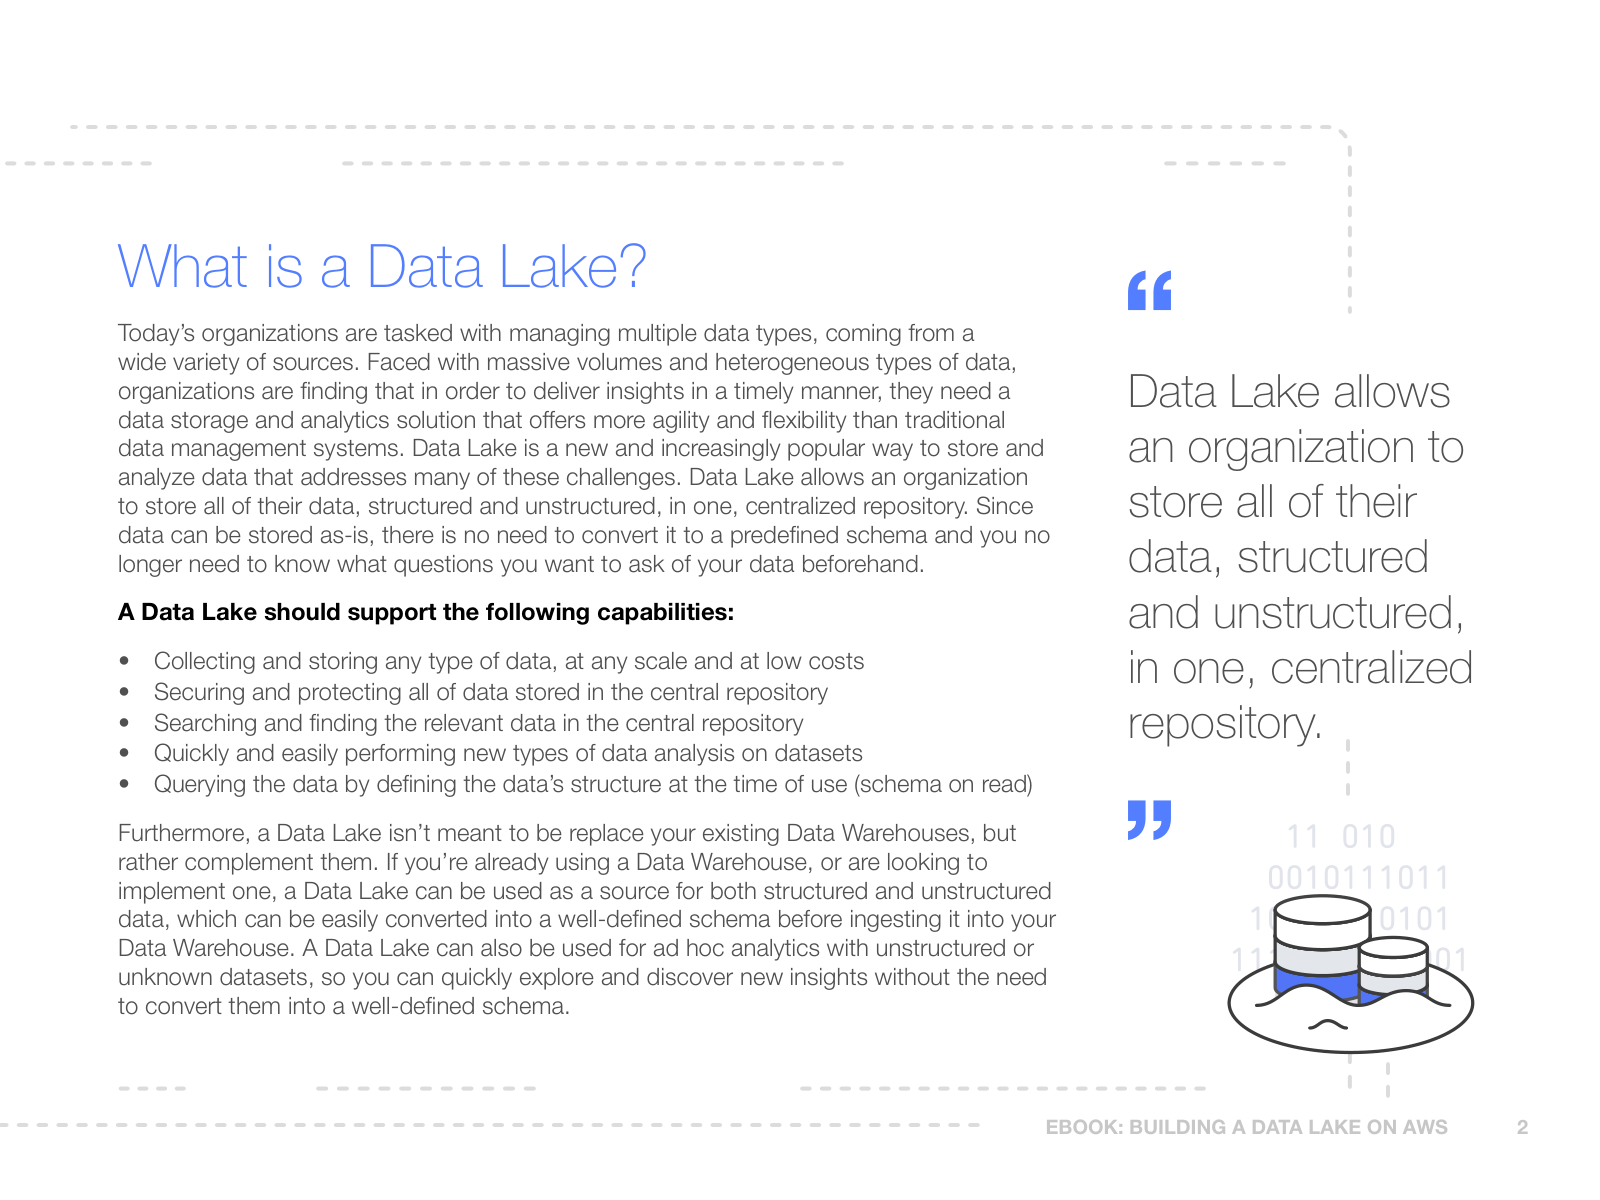 What is a Data Lake?
Today’s organizations are tasked with managing multiple data types, coming from a
wide variety of sources. Faced with massive volumes and heterogeneous types of data,
organizations are finding that in order to deliver insights in a timely manner, they need a
data storage and analytics solution that offers more agility and flexibility than traditional
data management systems. Data Lake is a new and increasingly popular way to store and
analyze data that addresses many of these challenges. Data Lake allows an organization
to store all of their data, structured and unstructured, in one, centralized repository. Since
data can be stored as-is, there is no need to convert it to a predefined schema and you no
longer need to know what questions you want to ask of your data beforehand.
A Data Lake should support the following capabilities:
• Collecting and storing any type of data, at any scale and at low costs
• Securing and protecting all of data stored in the central repository
• Searching and finding the relevant data in the central repository
• Quickly and easily performing new types of data analysis on datasets
• Querying the data by defining the data’s structure at the time of use (schema on read)
Furthermore, a Data Lake isn’t meant to be replace your existing Data Warehouses, but
rather complement them. If you’re already using a Data Warehouse, or are looking to
implement one, a Data Lake can be used as a source for both structured and unstructured
data, which can be easily converted into a well-defined schema before ingesting it into your
Data Warehouse. A Data Lake can also be used for ad hoc analytics with unstructured or
unknown datasets, so you can quickly explore and discover new insights without the need
to convert them into a well-defined schema.
“
Data Lake allows
an organization to
store all of their
data, structured
and unstructured,
in one, centralized
repository.
”
11 010
0010111011
1 0101
11 01
EBOOK: BUILDING A DATA LAKE ON AWS 2